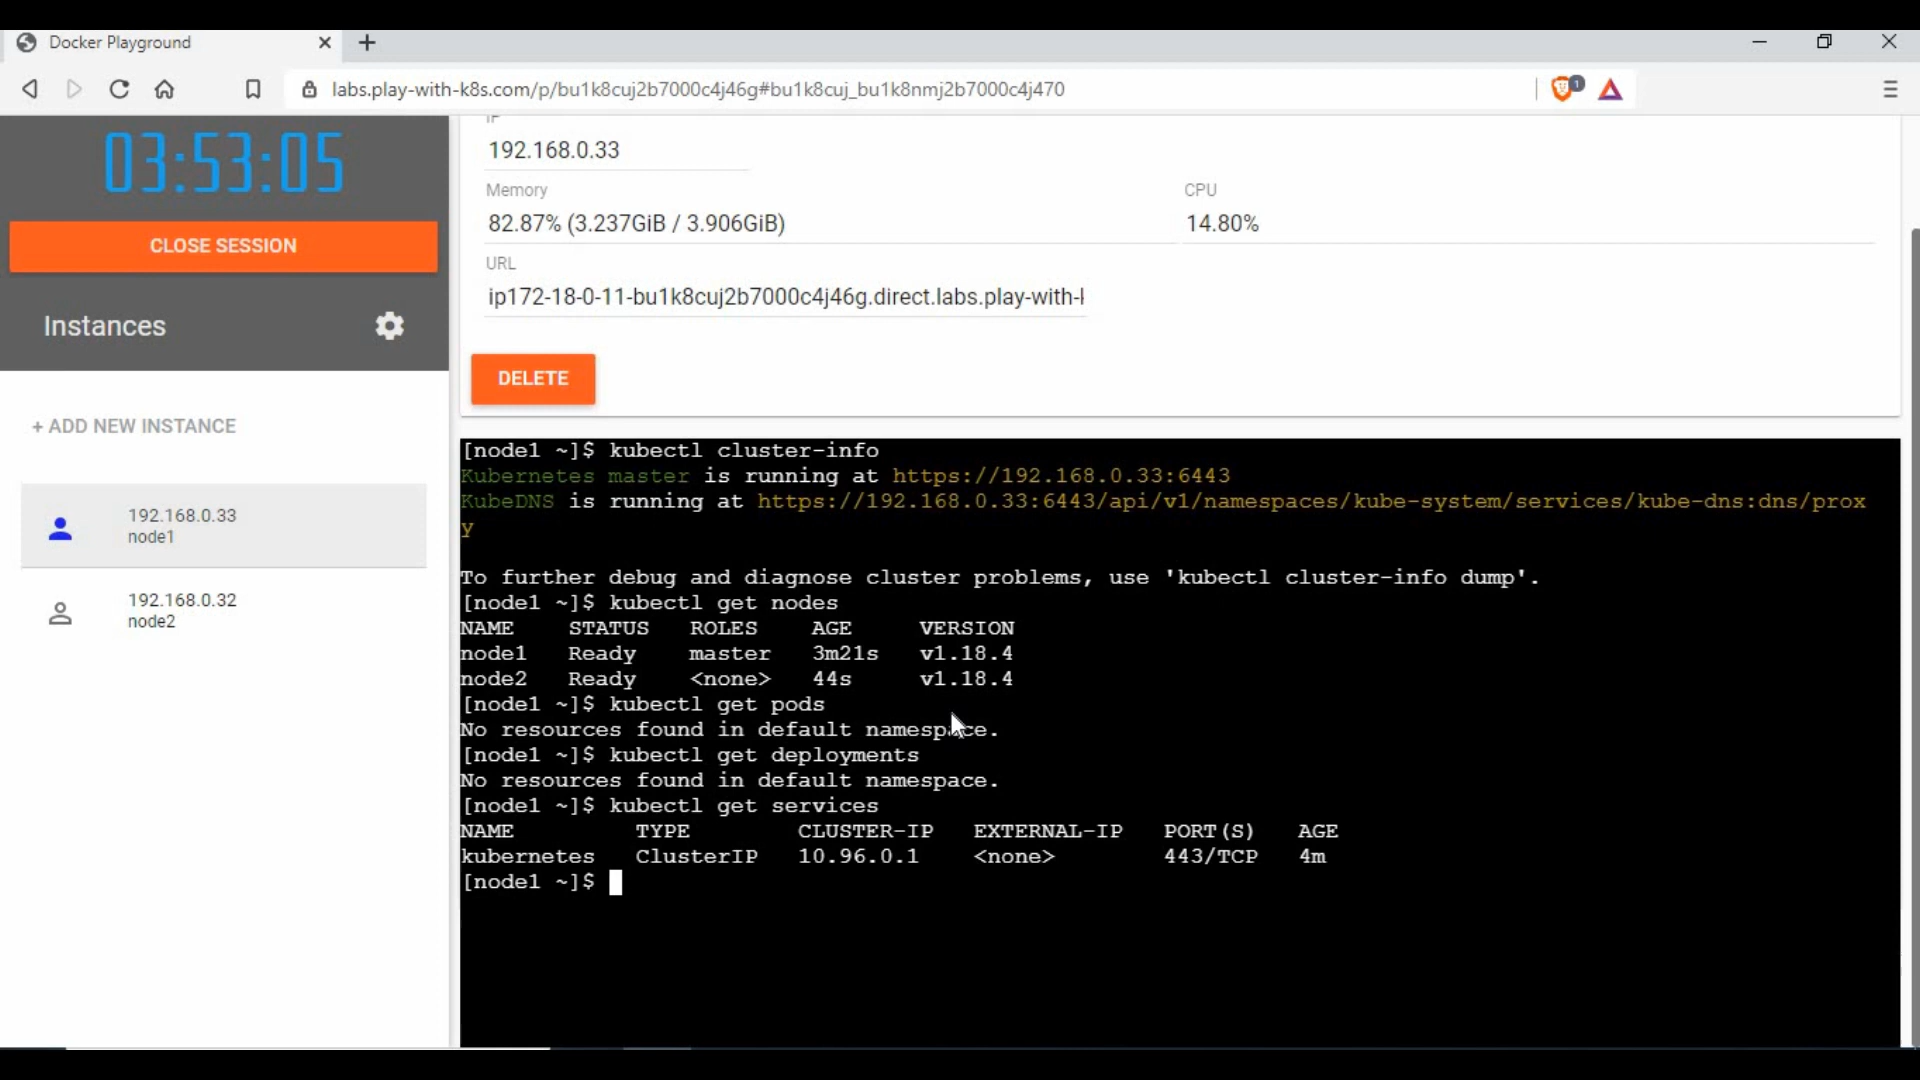 Docker Playground
labs.play-with-k8s.com/p/bu1k8cuj2b7000c4j46g#bu1k8cuj_bu1k8nmj2b7000c4j470
1
03:53:05
CLOSE SESSION
Instances
+ ADD NEW INSTANCE
192.168.0.33
node1
192.168.0.32
node2
IP
192.168.0.33
Memory
82.87% (3.237GiB / 3.906GiB)
CPU
14.80%
URL
ip172-18-0-11-bu1k8cuj2b7000c4j46g.direct.labs.play-with-
DELETE
[node1 ~]$ kubectl cluster-info
Kubernetes master is running at https://192.168.0.33:6443
KubeDNS is running at https://192.168.0.33:6443/api/v1/namespaces/kube-system/services/kube-dns:dns/prox
y
To further debug and diagnose cluster problems, use 'kubectl cluster-info dump'.
[node1 ~]$ kubectl get nodes
NAME STATUS ROLES AGE VERSION
node1 Ready master 3m21s v1.18.4
node2 Ready <none> 44s v1.18.4
[node1 ~]$ kubectl get pods
No resources found in default namespace.
[node1 ~]$ kubectl get deployments
No resources found in default namespace.
[node1 ~]$ kubectl get services
NAME TYPE CLUSTER-IP EXTERNAL-IP PORT(S) AGE
kubernetes ClusterIP 10.96.0.1 <none> 443/TCP 4m
[node1 ~]$